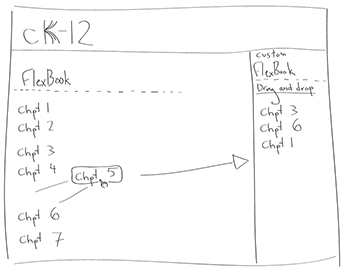 cK-12
FlexBook
Chpt 1
Chpt 2
Chpt 3
Chpt 4
Chpt 5
Chpt 6
Chpt 7
custom
FlexBook
Drag and drop
Chpt 3
Chpt 6
Chpt 1